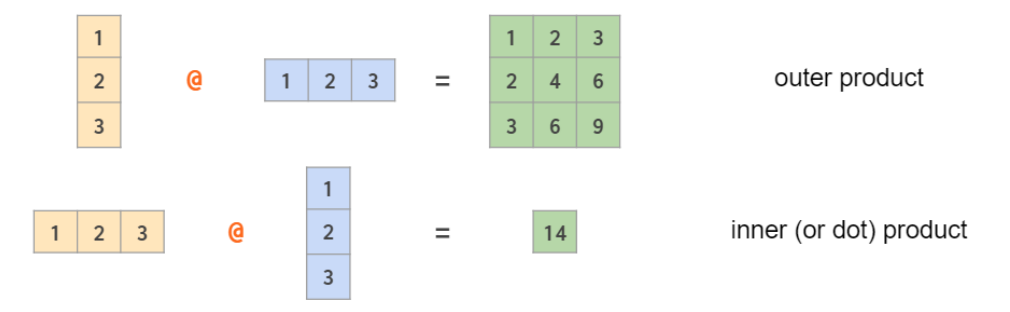 1
1 2 3
2 @ 1 2 3 = 2 4 6 outer product
3
3 6 9
1
1 2 3 @ 2 = 14 inner (or dot) product
3